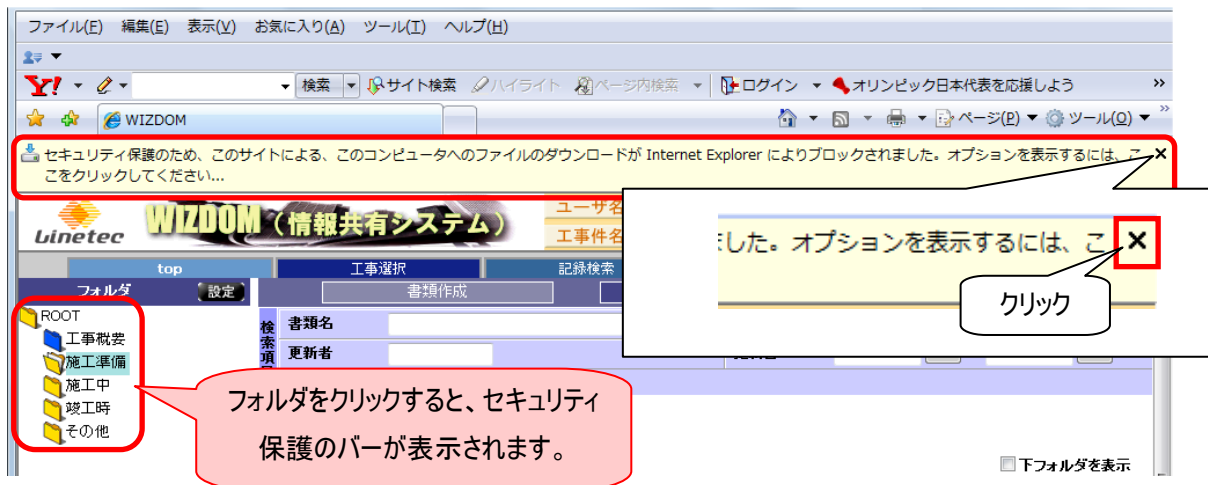 ファイル(F) 編集(E) 表示(V) お気に入り(A) ツール(T) ヘルプ(H)
Y! 検索 サイト検索 ハイライト ページ内検索 ログイン オリンピック日本代表を応援しよう »
WIZDOM ページ(P) ツール(O) »
セキュリティ保護のため、このサイトによる、このコンピュータへのファイルのダウンロードが Internet Explorer によりブロックされました。オプションを表示するには、こ ×
こをクリックしてください...
Linetec WIZDOM (情報共有システム) ユーザ名
工事件名
ました。オプションを表示するには、こ ×
クリック
top 工事選択 記録検索
フォルダ 設定 書類作成
ROOT
工事概要
施工準備
施工中
竣工時
その他
検索項
書類名
更新者
フォルダをクリックすると、セキュリティ
保護のバーが表示されます。
下フォルダを表示